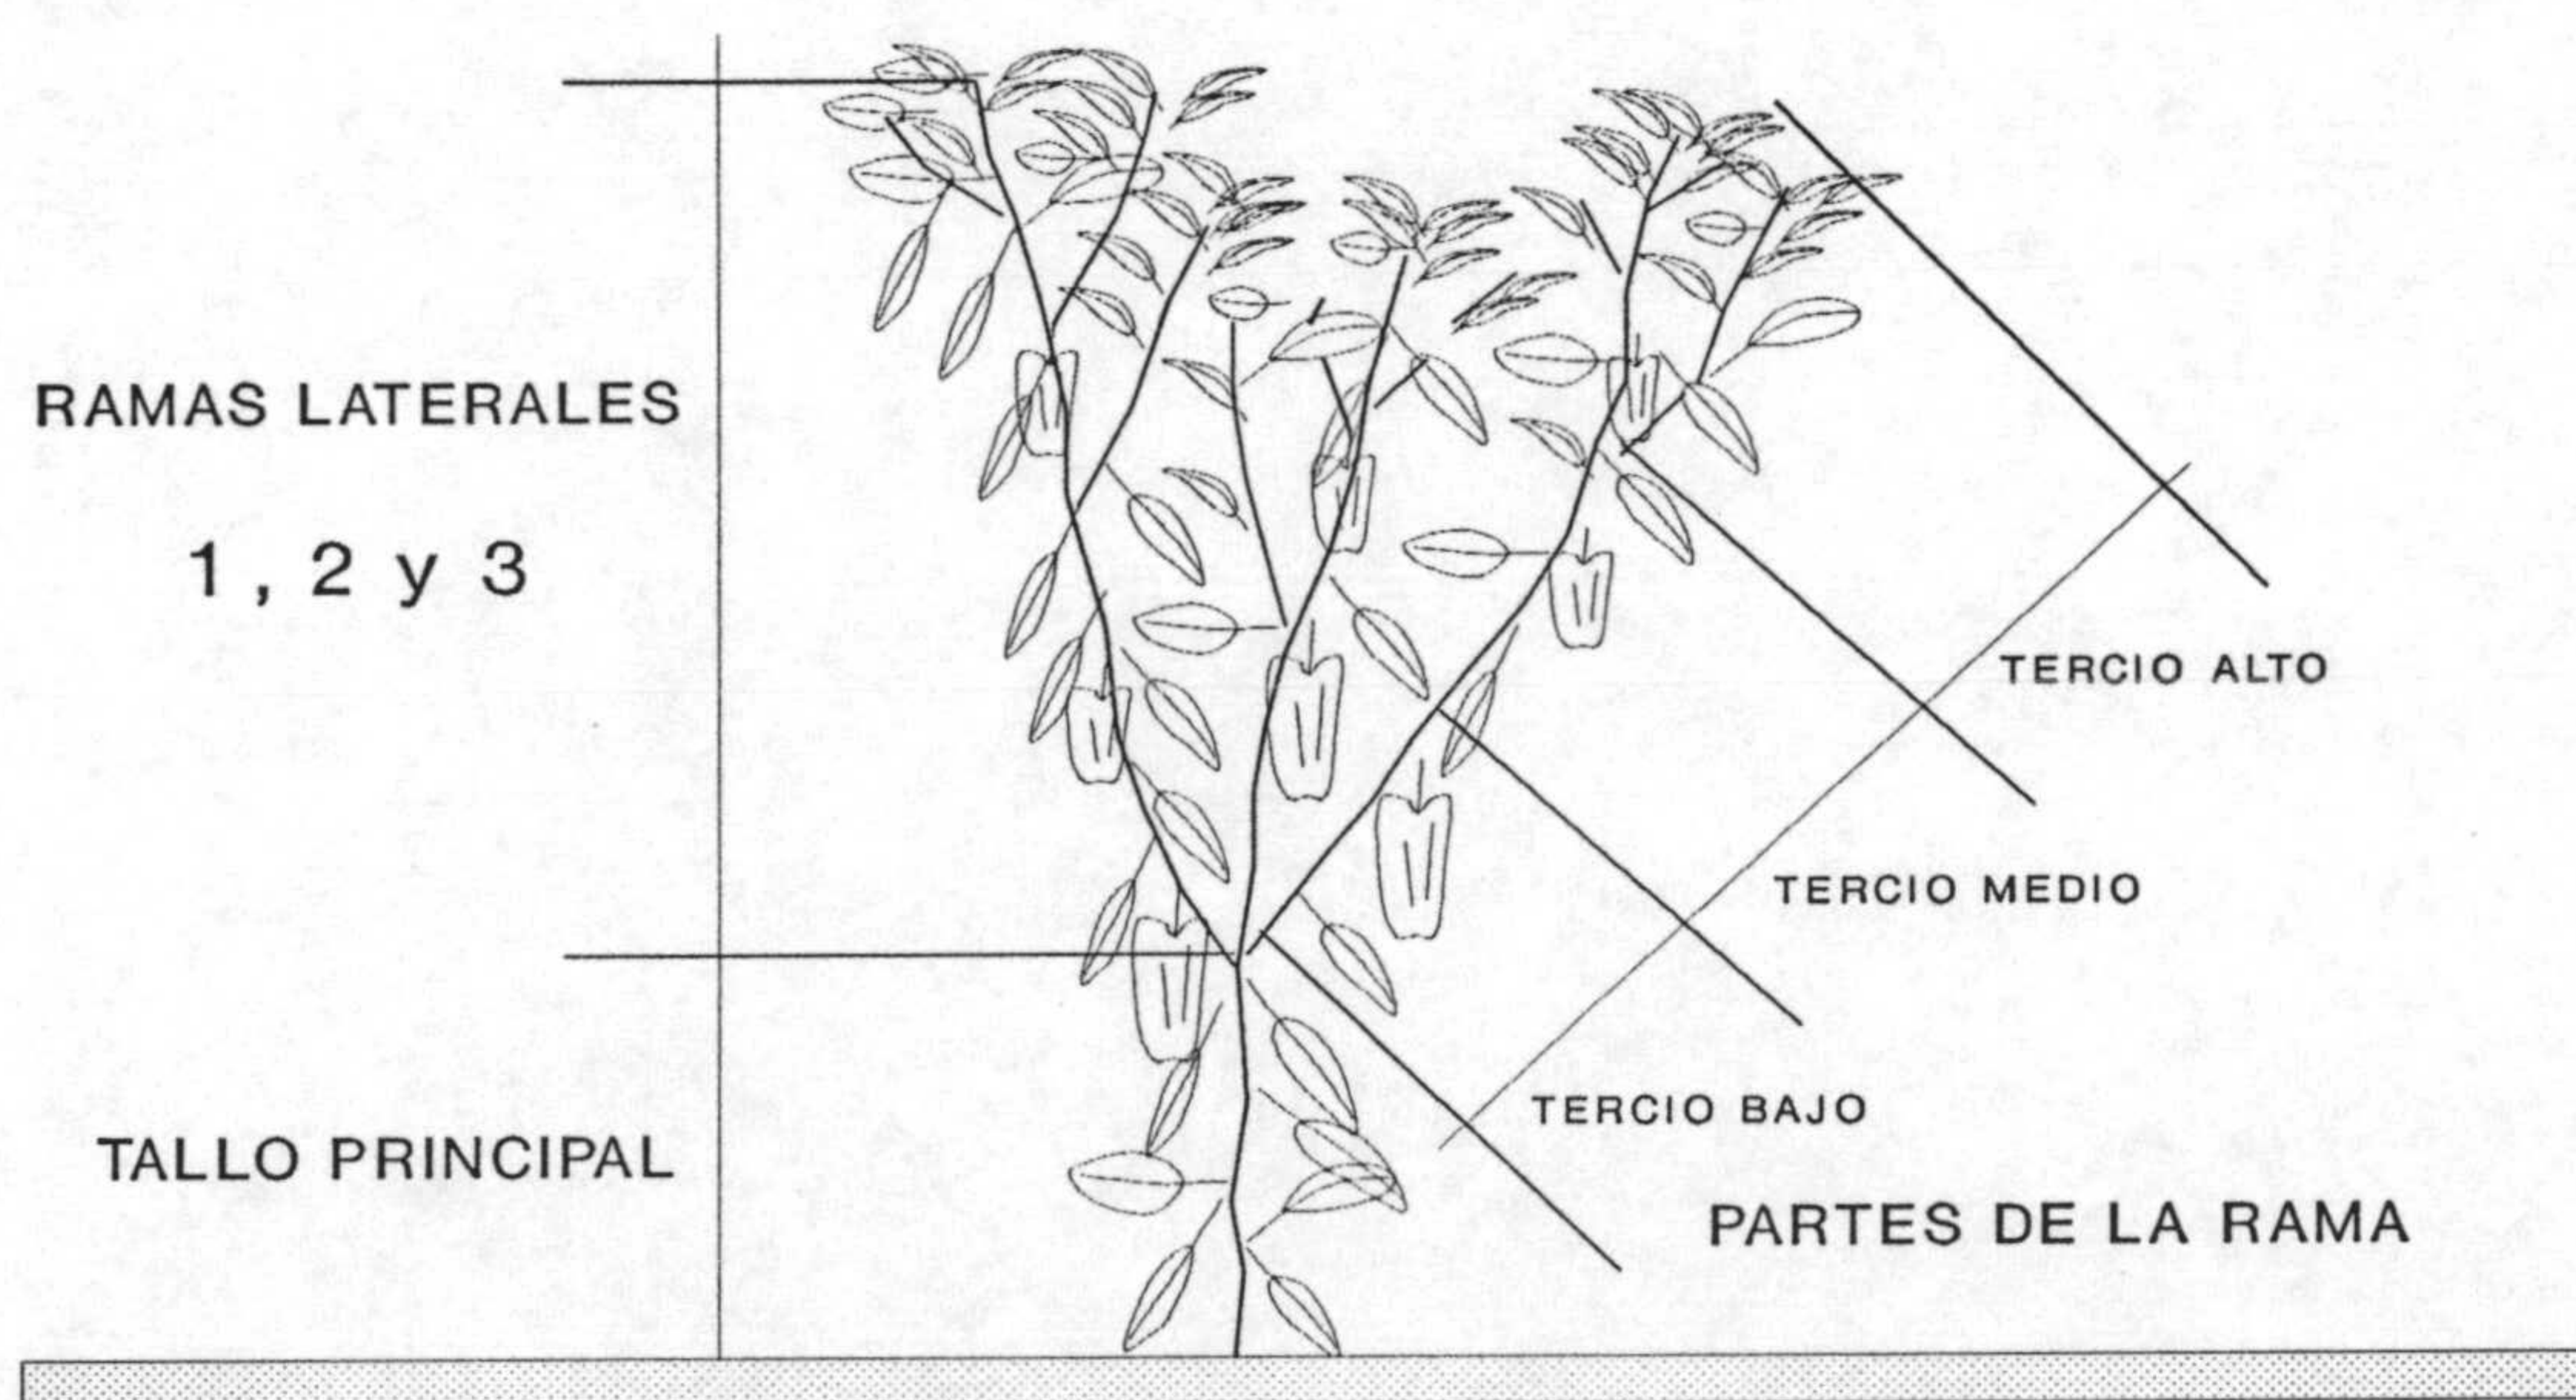 RAMAS LATERALES
1, 2 y 3
TALLO PRINCIPAL
TERCIO ALTO
TERCIO MEDIO
TERCIO BAJO
PARTES DE LA RAMA